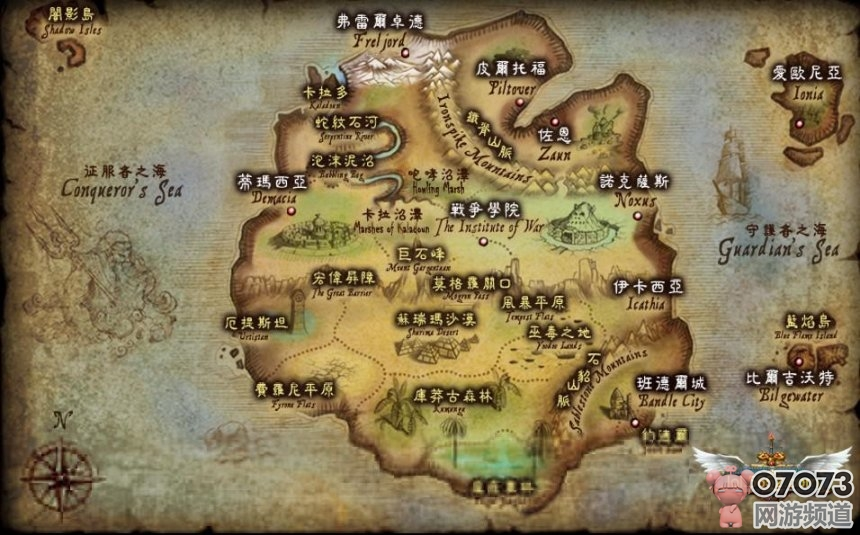 闇影島
Shadow Isles
弗雷爾卓德
Freljord
皮爾托福
Piltover
愛歐尼亞
Ionia
卡拉多
Kaladoun
蛇紋石河
Serpentine River
鐵脊山脈
Ironspike Mountains
佐恩
Zaun
泡沫泥沼
Bubbling Bog
咆哮沼澤
Howling Marsh
征服者之海
Conqueror's Sea
蒂瑪西亞
Demacia
諾克薩斯
Noxus
卡拉沼澤
Marshes of Kaladoun
戰爭學院
The Institute of War
守護者之海
Guardian's Sea
巨石峰
Mount Gargantuan
宏偉屏障
The Great Barrier
莫格羅關口
Mogron Pass
伊卡西亞
Icathia
風暴平原
Tempest Flats
厄提斯坦
Urtistan
蘇瑞瑪沙漠
Shurima Desert
巫毒之地
Voodoo Lands
藍焰島
Blue Flame Island
石貂山脈
Sablestone Mountains
費羅尼平原
Fyrone Flats
庫莽古森林
Kumungu
班德爾城
Bandle City
比爾吉沃特
Bilgewater
N
07073
网游频道